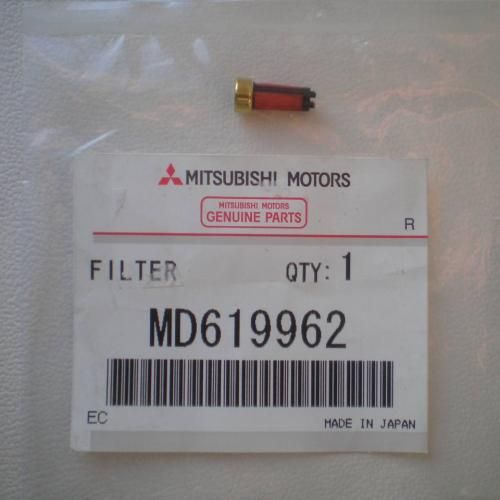 MITSUBISHI MOTORS
MITSUBISHI MOTORS
GENUINE PARTS
R
FILTER QTY: 1
MD619962
EC MADE IN JAPAN